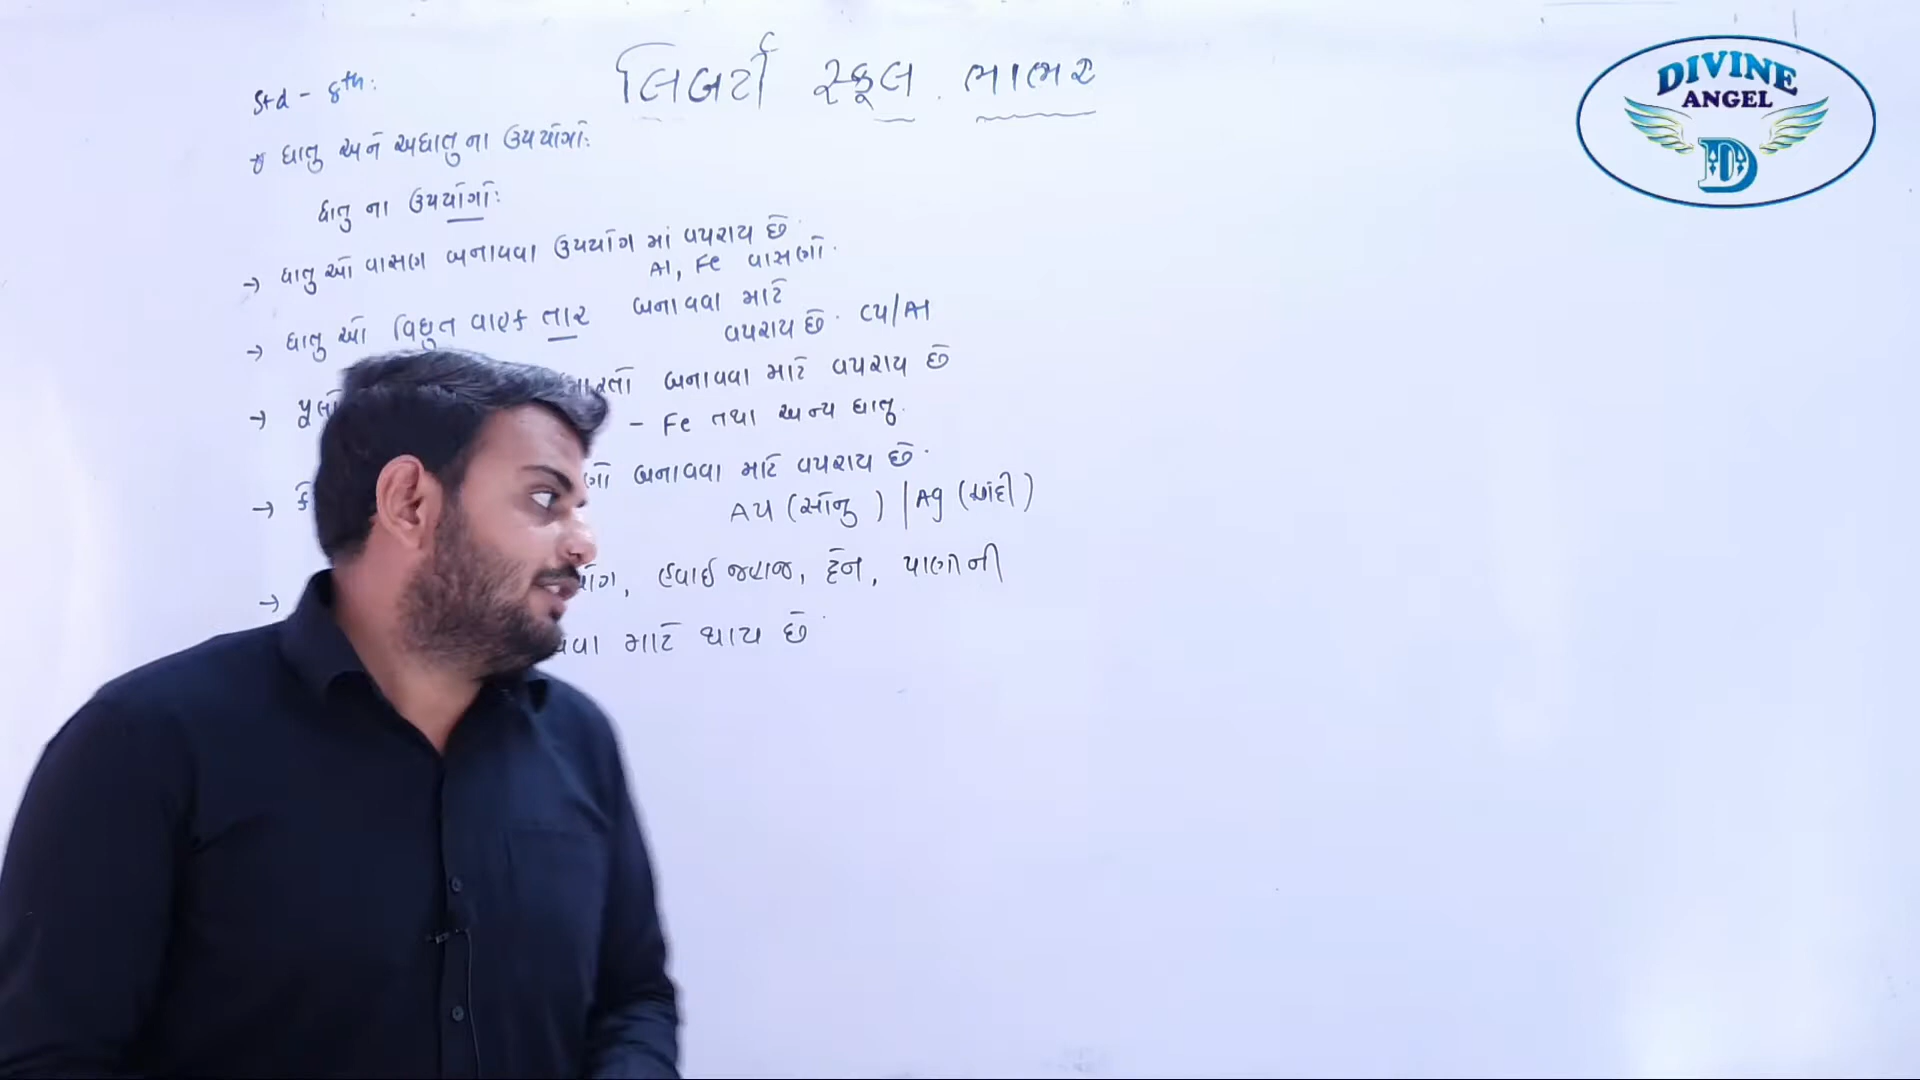 Std - 8th :
લિબર્ટી સ્કૂલ . ભાભર
DIVINE
ANGEL
D
* ધાતુ અને અધાતુ ના ઉપયોગો:
ધાતુ ના ઉપયોગો:
→ ધાતુ ઓ વાસણ બનાવવા ઉપયોગ માં વપરાય છે.
Al, Fe વાસણો.
→ ધાતુ ઓ વિદ્યુત વાહક તાર બનાવવા માટે
વપરાય છે. Cu/Al
→ બનાવવા માટે વપરાય છે
- Fe તથા અન્ય ધાતુ.
→ બનાવવા માટે વપરાય છે.
Au (સોનુ) | Ag (ચાંદી)
→ , હવાઈ જહાજ, ટ્રેન, પાણીની
માટે થાય છે.